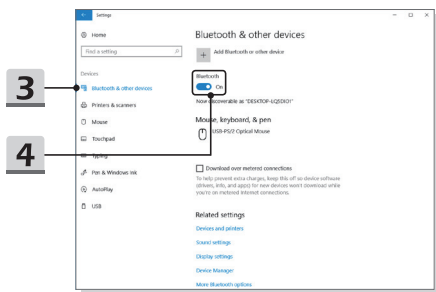 Settings
Home
Find a setting
Devices
Bluetooth & other devices
Printers & scanners
Mouse
Touchpad
Typing
Pen & Windows Ink
AutoPlay
USB
3
4
Bluetooth & other devices
Add Bluetooth or other device
Bluetooth
On
Now discoverable as "DESKTOP-LQ5DIO!"
Mouse, keyboard, & pen
USB-PS/2 Optical Mouse
Download over metered connections
To help prevent extra charges, keep this off so device software
(drivers, info, and apps) for new devices won't download while
you're on metered Internet connections.
Related settings
Devices and printers
Sound settings
Display settings
Device Manager
More Bluetooth options